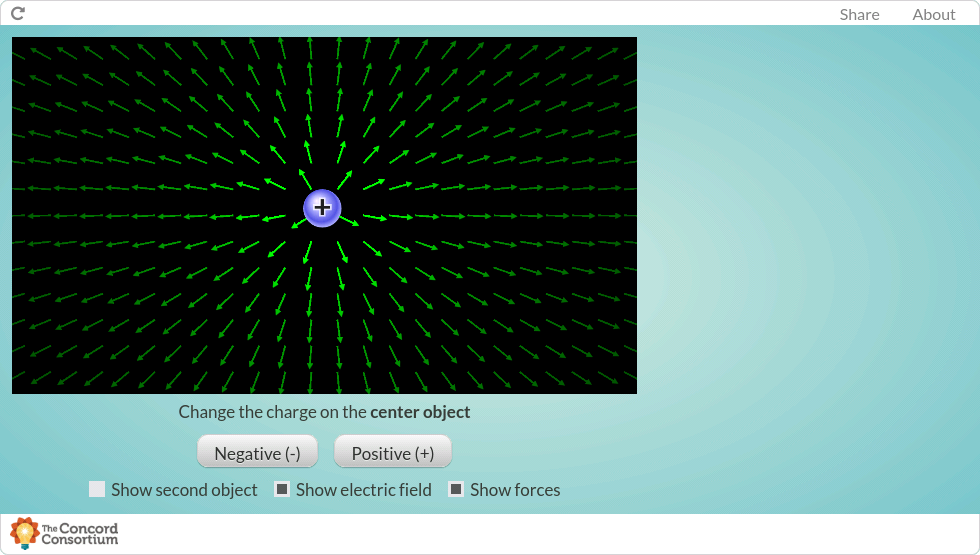 Share About
+
Change the charge on the center object
Negative (-) Positive (+)
Show second object Show electric field Show forces
The Concord
Consortium